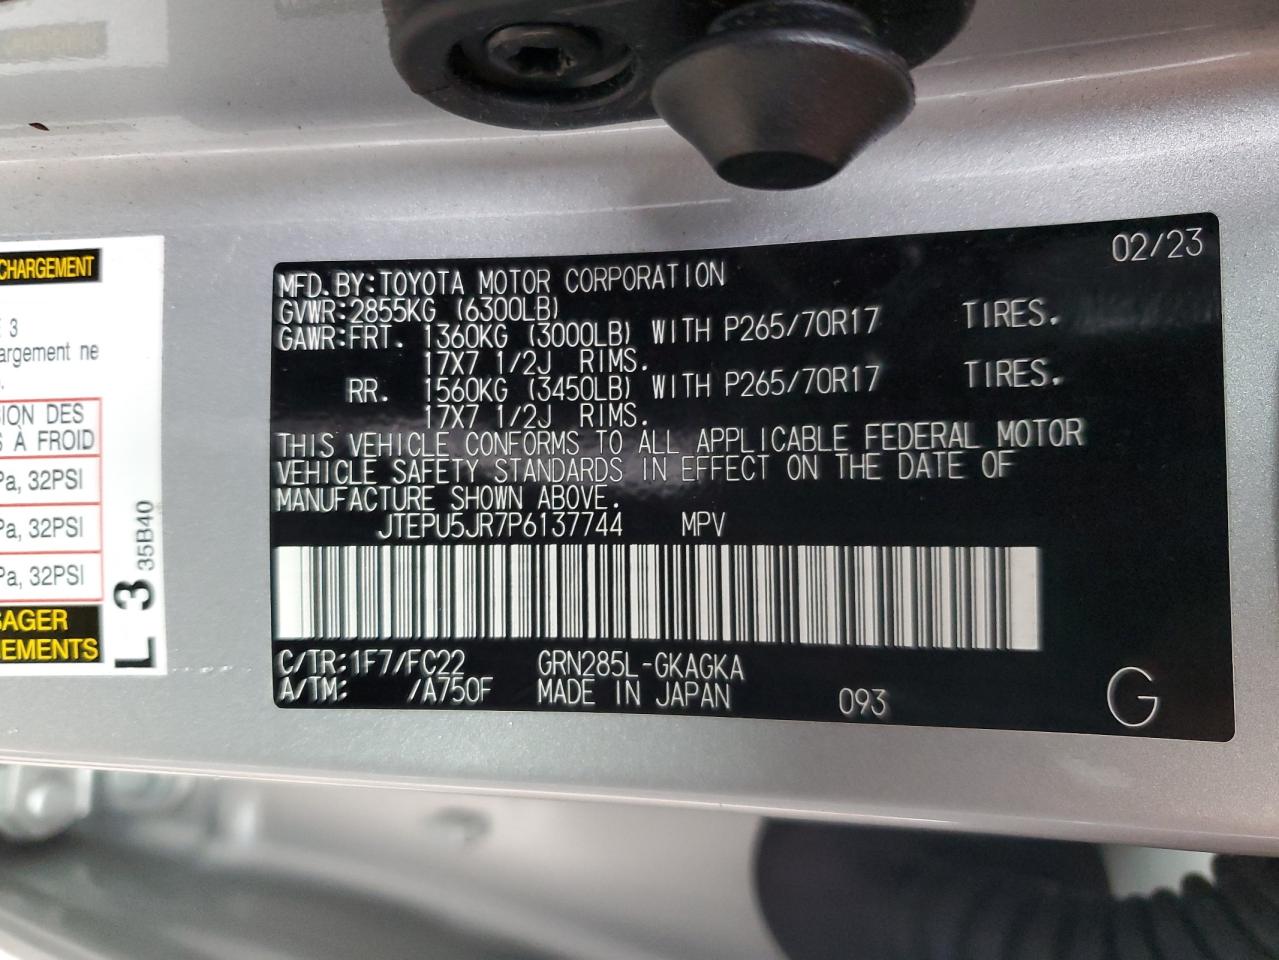 CHARGEMENT
E 3
argement ne
SION DES
S À FROID
Pa, 32PSI
Pa, 32PSI
Pa, 32PSI
SAGER
EMENTS
L 3
35B40
02/23
MFD.BY:TOYOTA MOTOR CORPORATION
GVWR:2855KG (6300LB)
GAWR:FRT. 1360KG (3000LB) WITH P265/70R17 TIRES.
17X7 1/2J RIMS.
RR. 1560KG (3450LB) WITH P265/70R17 TIRES.
17X7 1/2J RIMS.
THIS VEHICLE CONFORMS TO ALL APPLICABLE FEDERAL MOTOR
VEHICLE SAFETY STANDARDS IN EFFECT ON THE DATE OF
MANUFACTURE SHOWN ABOVE.
JTEPU5JR7P6137744 MPV
C/TR:1F7/FC22 GRN285L-GKAGKA
A/TM: /A750F MADE IN JAPAN 093 G